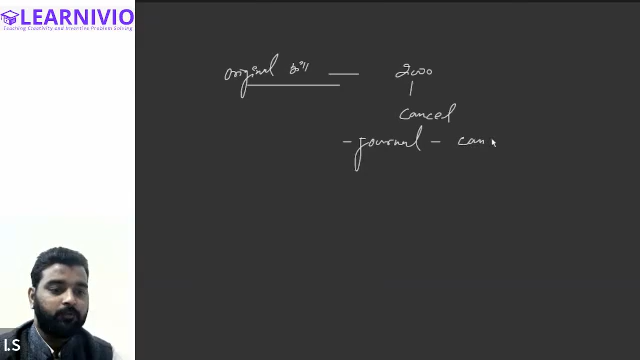 LEARNIVIO
Teaching Creativity and Inventive Problem Solving
original bill — 2000
cancel
- journal - can
I.S